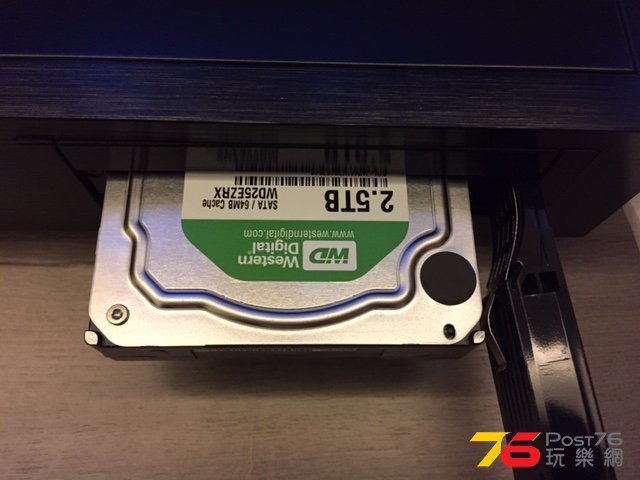 2.5TB
WD25EZRX
SATA / 64MB Cache
www.westerndigital.com
WD
Western
Digital
76 Post76
玩樂網